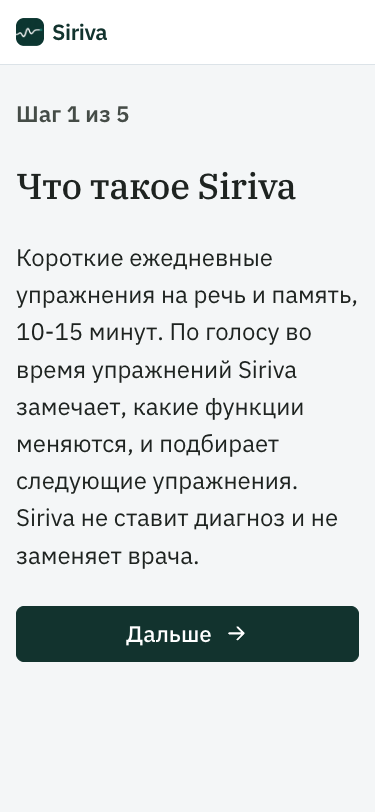 Siriva
Шаг 1 из 5
Что такое Siriva
Короткие ежедневные
упражнения на речь и память,
10-15 минут. По голосу во
время упражнений Siriva
замечает, какие функции
меняются, и подбирает
следующие упражнения.
Siriva не ставит диагноз и не
заменяет врача.
Дальше →